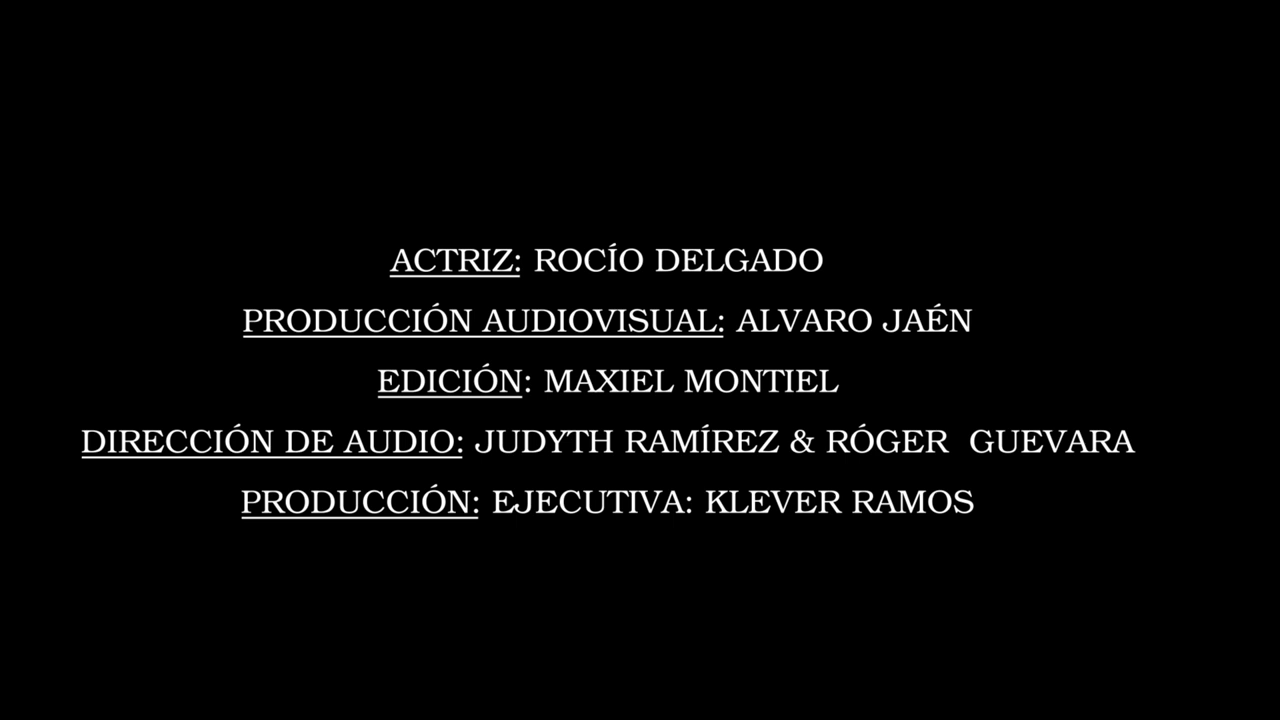 ACTRIZ: ROCÍO DELGADO
PRODUCCIÓN AUDIOVISUAL: ALVARO JAÉN
EDICIÓN: MAXIEL MONTIEL
DIRECCIÓN DE AUDIO: JUDYTH RAMÍREZ & RÓGER  GUEVARA
PRODUCCIÓN: EJECUTIVA: KLEVER RAMOS